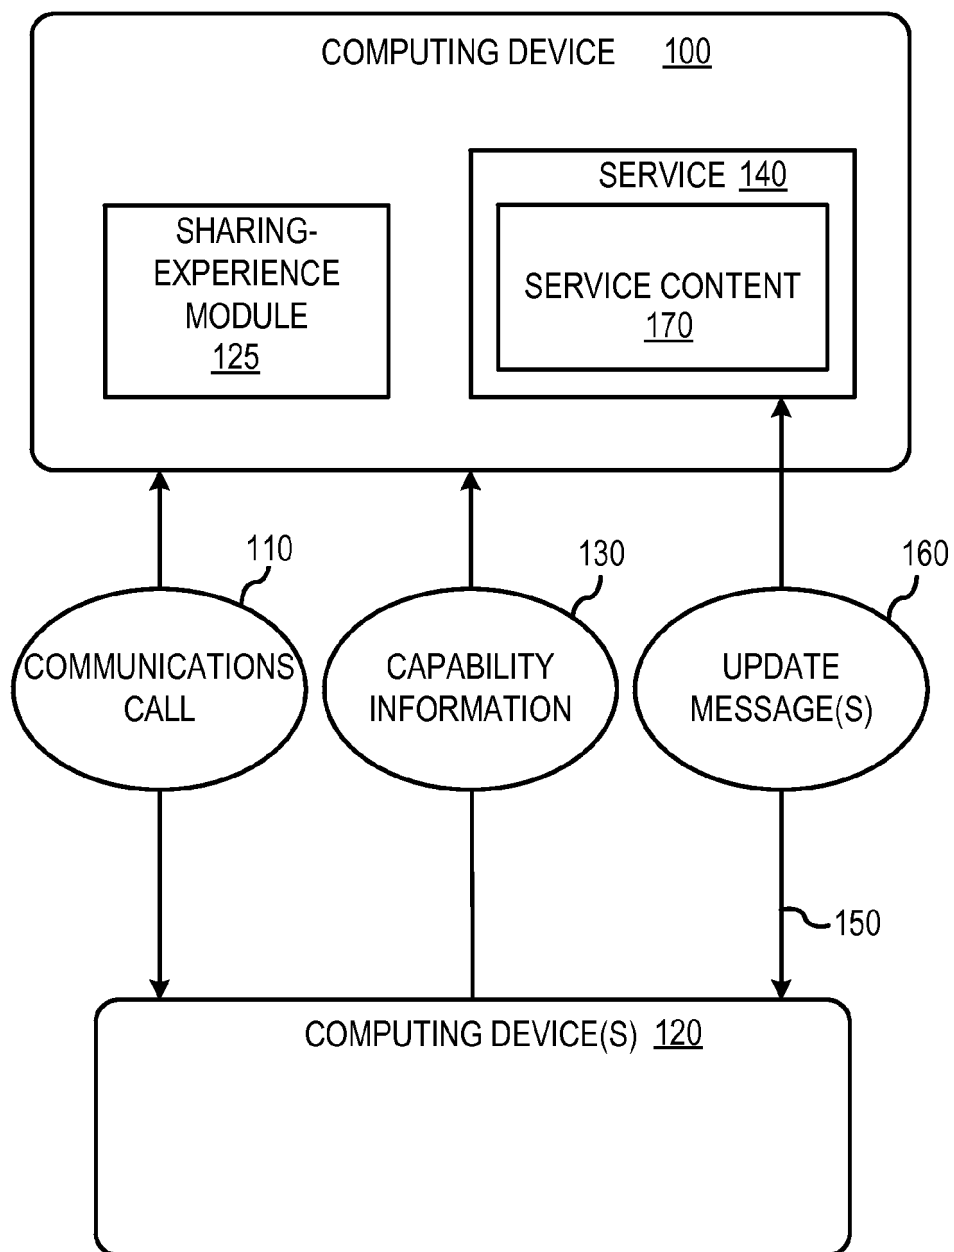 COMPUTING DEVICE 100
SERVICE 140
SHARING-
EXPERIENCE
MODULE
125
SERVICE CONTENT
170
110
130
160
COMMUNICATIONS
CALL
CAPABILITY
INFORMATION
UPDATE
MESSAGE(S)
150
COMPUTING DEVICE(S) 120